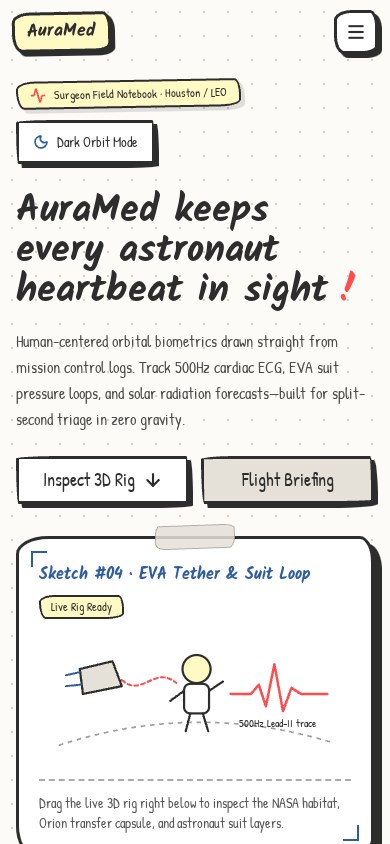 AuraMed
Surgeon Field Notebook · Houston / LEO
Dark Orbit Mode
AuraMed keeps
every astronaut
heartbeat in sight !
Human-centered orbital biometrics drawn straight from
mission control logs. Track 500Hz cardiac ECG, EVA suit
pressure loops, and solar radiation forecasts—built for split-
second triage in zero gravity.
Inspect 3D Rig ↓
Flight Briefing
Sketch #04 · EVA Tether & Suit Loop
Live Rig Ready
500Hz Lead-II trace
Drag the live 3D rig right below to inspect the NASA habitat,
Orion transfer capsule, and astronaut suit layers.